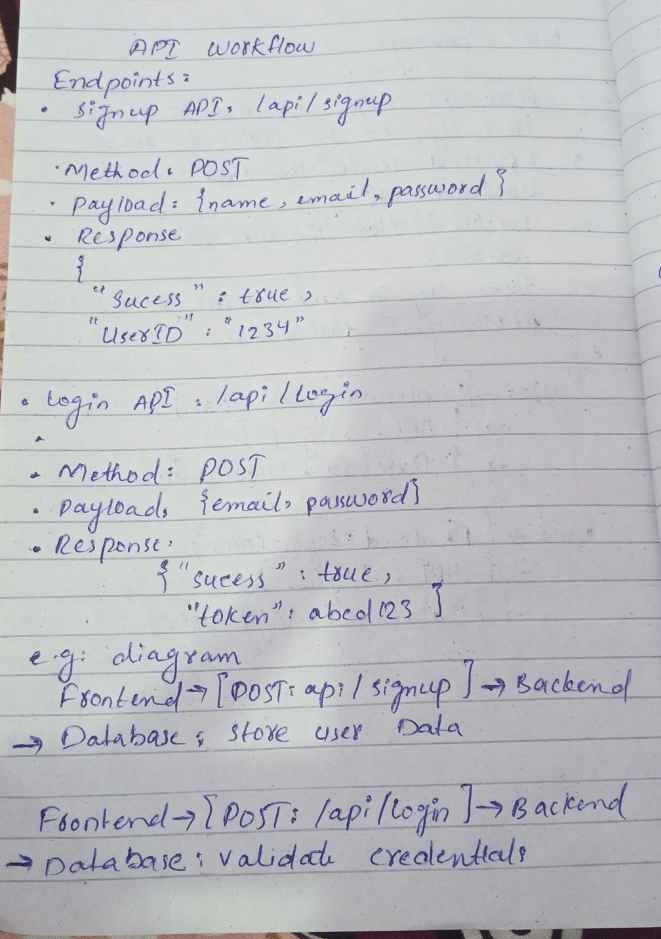 API Workflow
Endpoints:
• Signup API: /api/signup
• Method: POST
• Payload: {name, email, password}
• Response
{
"Sucess" : true,
"UserID" : "1234"
• Login API : /api/login
•
• Method: POST
• Payload: {email, password}
• Response:
{ "sucess" : true,
"token" : abcd123 }
e.g: diagram
Frontend → [POST: api/signup] → Backend
→ Database: store user Data
Frontend → [POST: /api/login] → Backend
→ Database: validate credentials